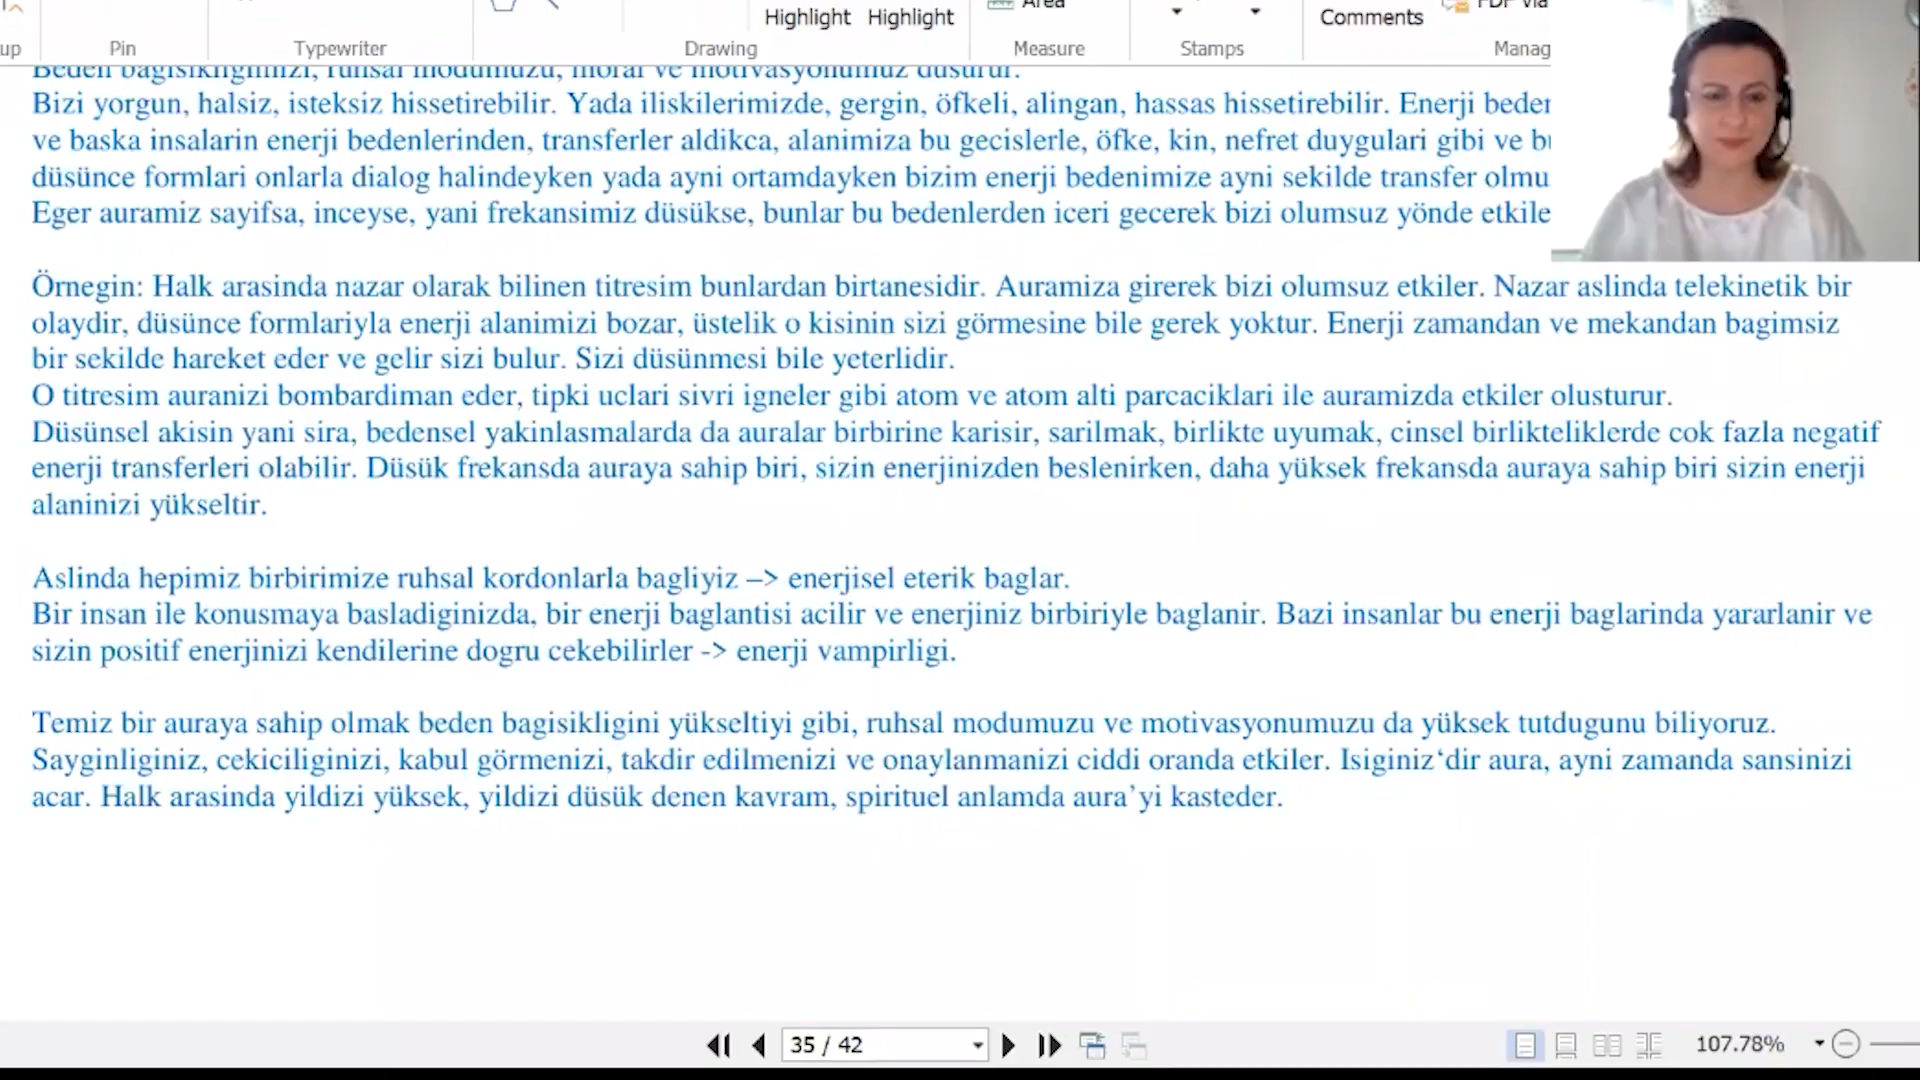 up Pin Typewriter Drawing Highlight Highlight Area Measure Stamps Comments PDF via Manag
Beden bagisikligimizi, ruhsal modumuzu, moral ve motivasyonumuz düsürür.
Bizi yorgun, halsiz, isteksiz hissetirebilir. Yada iliskilerimizde, gergin, öfkeli, alingan, hassas hissetirebilir. Enerji beder
ve baska insalarin enerji bedenlerinden, transferler aldikca, alanimiza bu gecislerle, öfke, kin, nefret duygulari gibi ve bu
düsünce formlari onlarla dialog halindeyken yada ayni ortamdayken bizim enerji bedenimize ayni sekilde transfer olmu
Eger auramiz sayifsa, inceyse, yani frekansimiz düsükse, bunlar bu bedenlerden iceri gecerek bizi olumsuz yönde etkile
Örnegin: Halk arasinda nazar olarak bilinen titresim bunlardan birtanesidir. Auramiza girerek bizi olumsuz etkiler. Nazar aslinda telekinetik bir
olaydir, düsünce formlariyla enerji alanimizi bozar, üstelik o kisinin sizi görmesine bile gerek yoktur. Enerji zamandan ve mekandan bagimsiz
bir sekilde hareket eder ve gelir sizi bulur. Sizi düsünmesi bile yeterlidir.
O titresim auranizi bombardiman eder, tipki uclari sivri igneler gibi atom ve atom alti parcaciklari ile auramizda etkiler olusturur.
Düsünsel akisin yani sira, bedensel yakinlasmalarda da auralar birbirine karisir, sarilmak, birlikte uyumak, cinsel birlikteliklerde cok fazla negatif
enerji transferleri olabilir. Düsük frekansda auraya sahip biri, sizin enerjinizden beslenirken, daha yüksek frekansda auraya sahip biri sizin enerji
alaninizi yükseltir.
Aslinda hepimiz birbirimize ruhsal kordonlarla bagliyiz –> enerjisel eterik baglar.
Bir insan ile konusmaya basladiginizda, bir enerji baglantisi acilir ve enerjiniz birbiriyle baglanir. Bazi insanlar bu enerji baglarinda yararlanir ve
sizin positif enerjinizi kendilerine dogru cekebilirler -> enerji vampirligi.
Temiz bir auraya sahip olmak beden bagisikligini yükseltiyi gibi, ruhsal modumuzu ve motivasyonumuzu da yüksek tutdugunu biliyoruz.
Sayginliginiz, cekiciliginizi, kabul görmenizi, takdir edilmenizi ve onaylanmanizi ciddi oranda etkiler. Isiginiz‘dir aura, ayni zamanda sansinizi
acar. Halk arasinda yildizi yüksek, yildizi düsük denen kavram, spirituel anlamda aura’yi kasteder.
35 / 42
107.78%